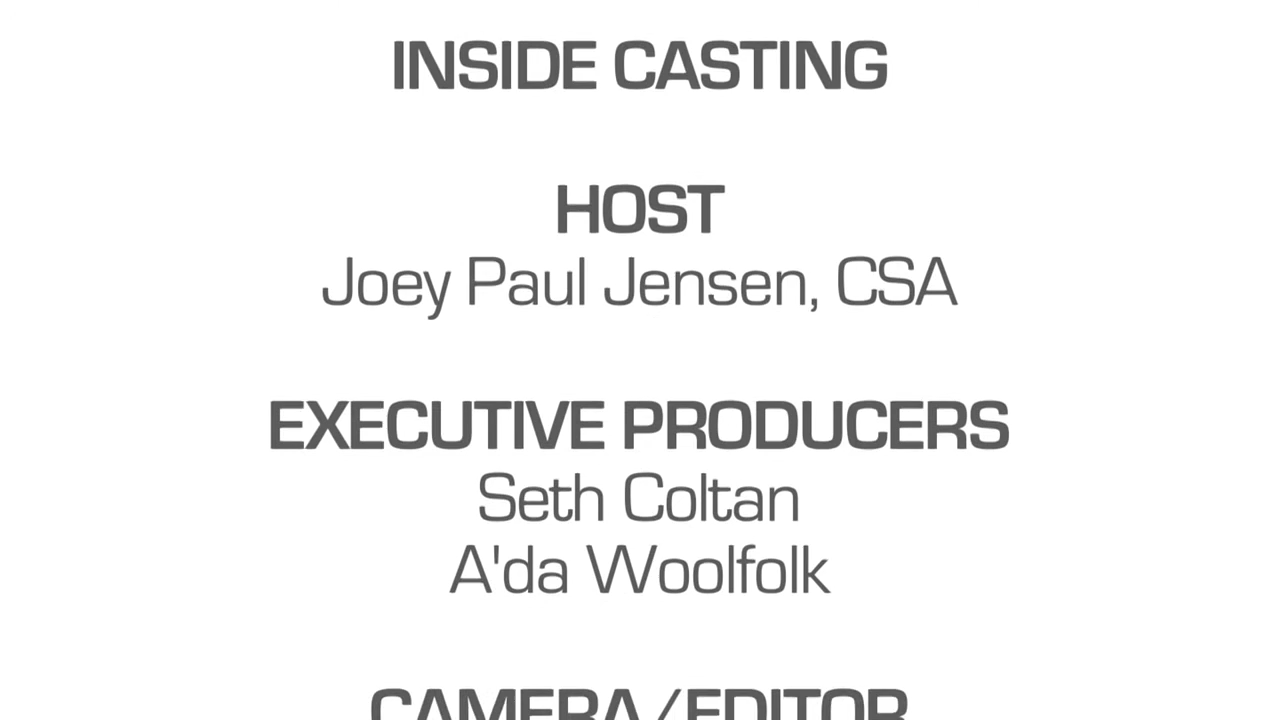 INSIDE CASTING
HOST
Joey Paul Jensen, CSA
EXECUTIVE PRODUCERS
Seth Coltan
A'da Woolfolk
CAMERA/EDITOR